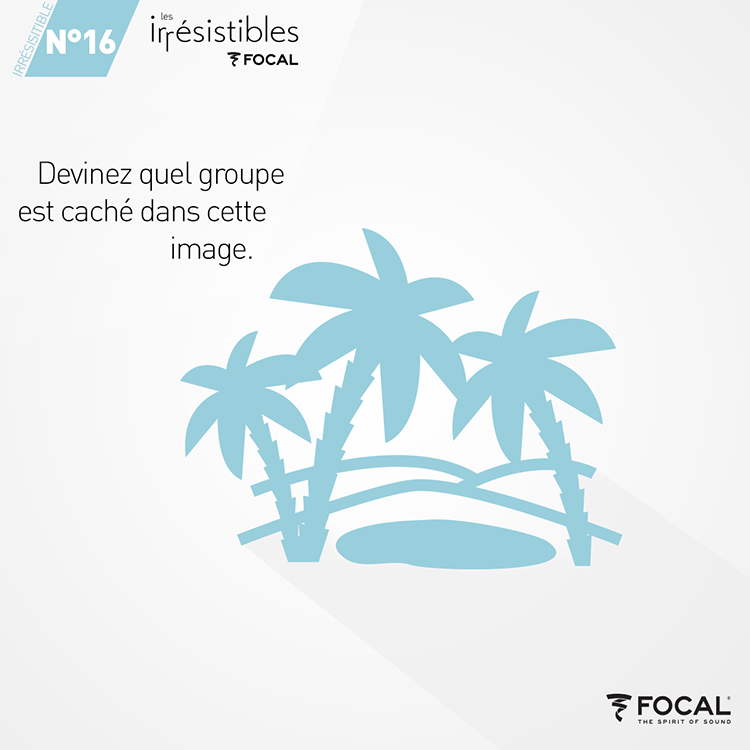 IRRÉSISTIBLE
N°16
les
irrésistibles
FOCAL
Devinez quel groupe
est caché dans cette
image.
FOCAL®
THE SPIRIT OF SOUND